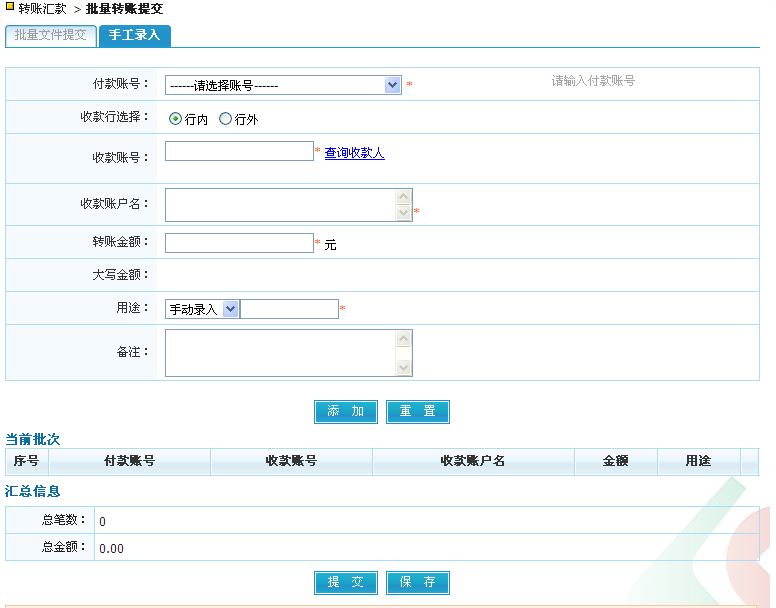 转账汇款 > 批量转账提交
批量文件提交 手工录入
付款账号： ------请选择账号------ * 请输入付款账号
收款行选择： 行内 行外
收款账号： * 查询收款人
收款账户名： *
转账金额： * 元
大写金额：
用途： 手动录入 *
备注：
添 加 重 置
当前批次
序号 付款账号 收款账号 收款账户名 金额 用途
汇总信息
总笔数： 0
总金额： 0.00
提 交 保 存